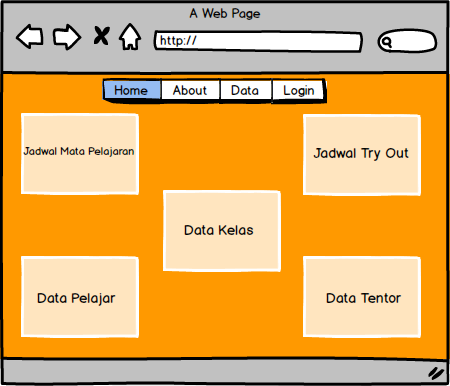 A Web Page
http://
Home About Data Login
Jadwal Mata Pelajaran
Jadwal Try Out
Data Kelas
Data Pelajar
Data Tentor